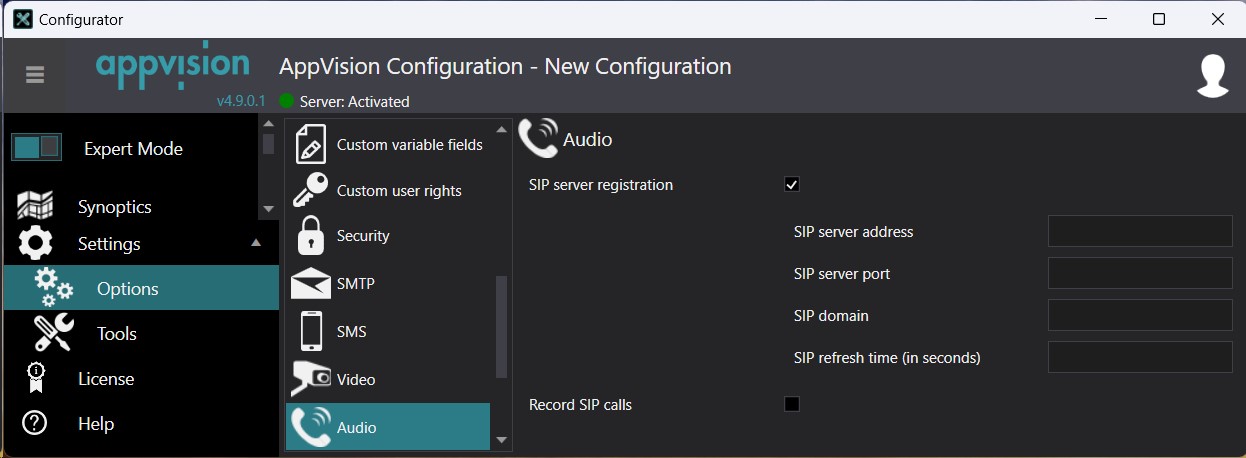 Configurator
appvision
v4.9.0.1
AppVision Configuration - New Configuration
Server: Activated
Expert Mode
Synoptics
Settings
Options
Tools
License
Help
Custom variable fields
Custom user rights
Security
SMTP
SMS
Video
Audio
Audio
SIP server registration
SIP server address
SIP server port
SIP domain
SIP refresh time (in seconds)
Record SIP calls